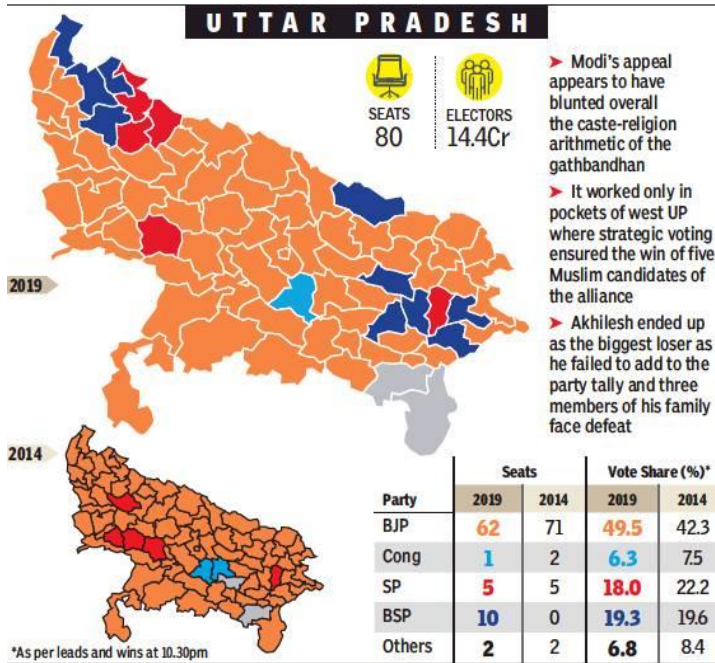 UTTAR PRADESH
SEATS
80
ELECTORS
14.4Cr
➤ Modi's appeal
appears to have
blunted overall
the caste-religion
arithmetic of the
gathbandhan
➤ It worked only in
pockets of west UP
where strategic voting
ensured the win of five
Muslim candidates of
the alliance
➤ Akhilesh ended up
as the biggest loser as
he failed to add to the
party tally and three
members of his family
face defeat
2019
2014
Seats Vote Share (%)*
Party 2019 2014 2019 2014
BJP 62 71 49.5 42.3
Cong 1 2 6.3 7.5
SP 5 5 18.0 22.2
BSP 10 0 19.3 19.6
Others 2 2 6.8 8.4
*As per leads and wins at 10.30pm